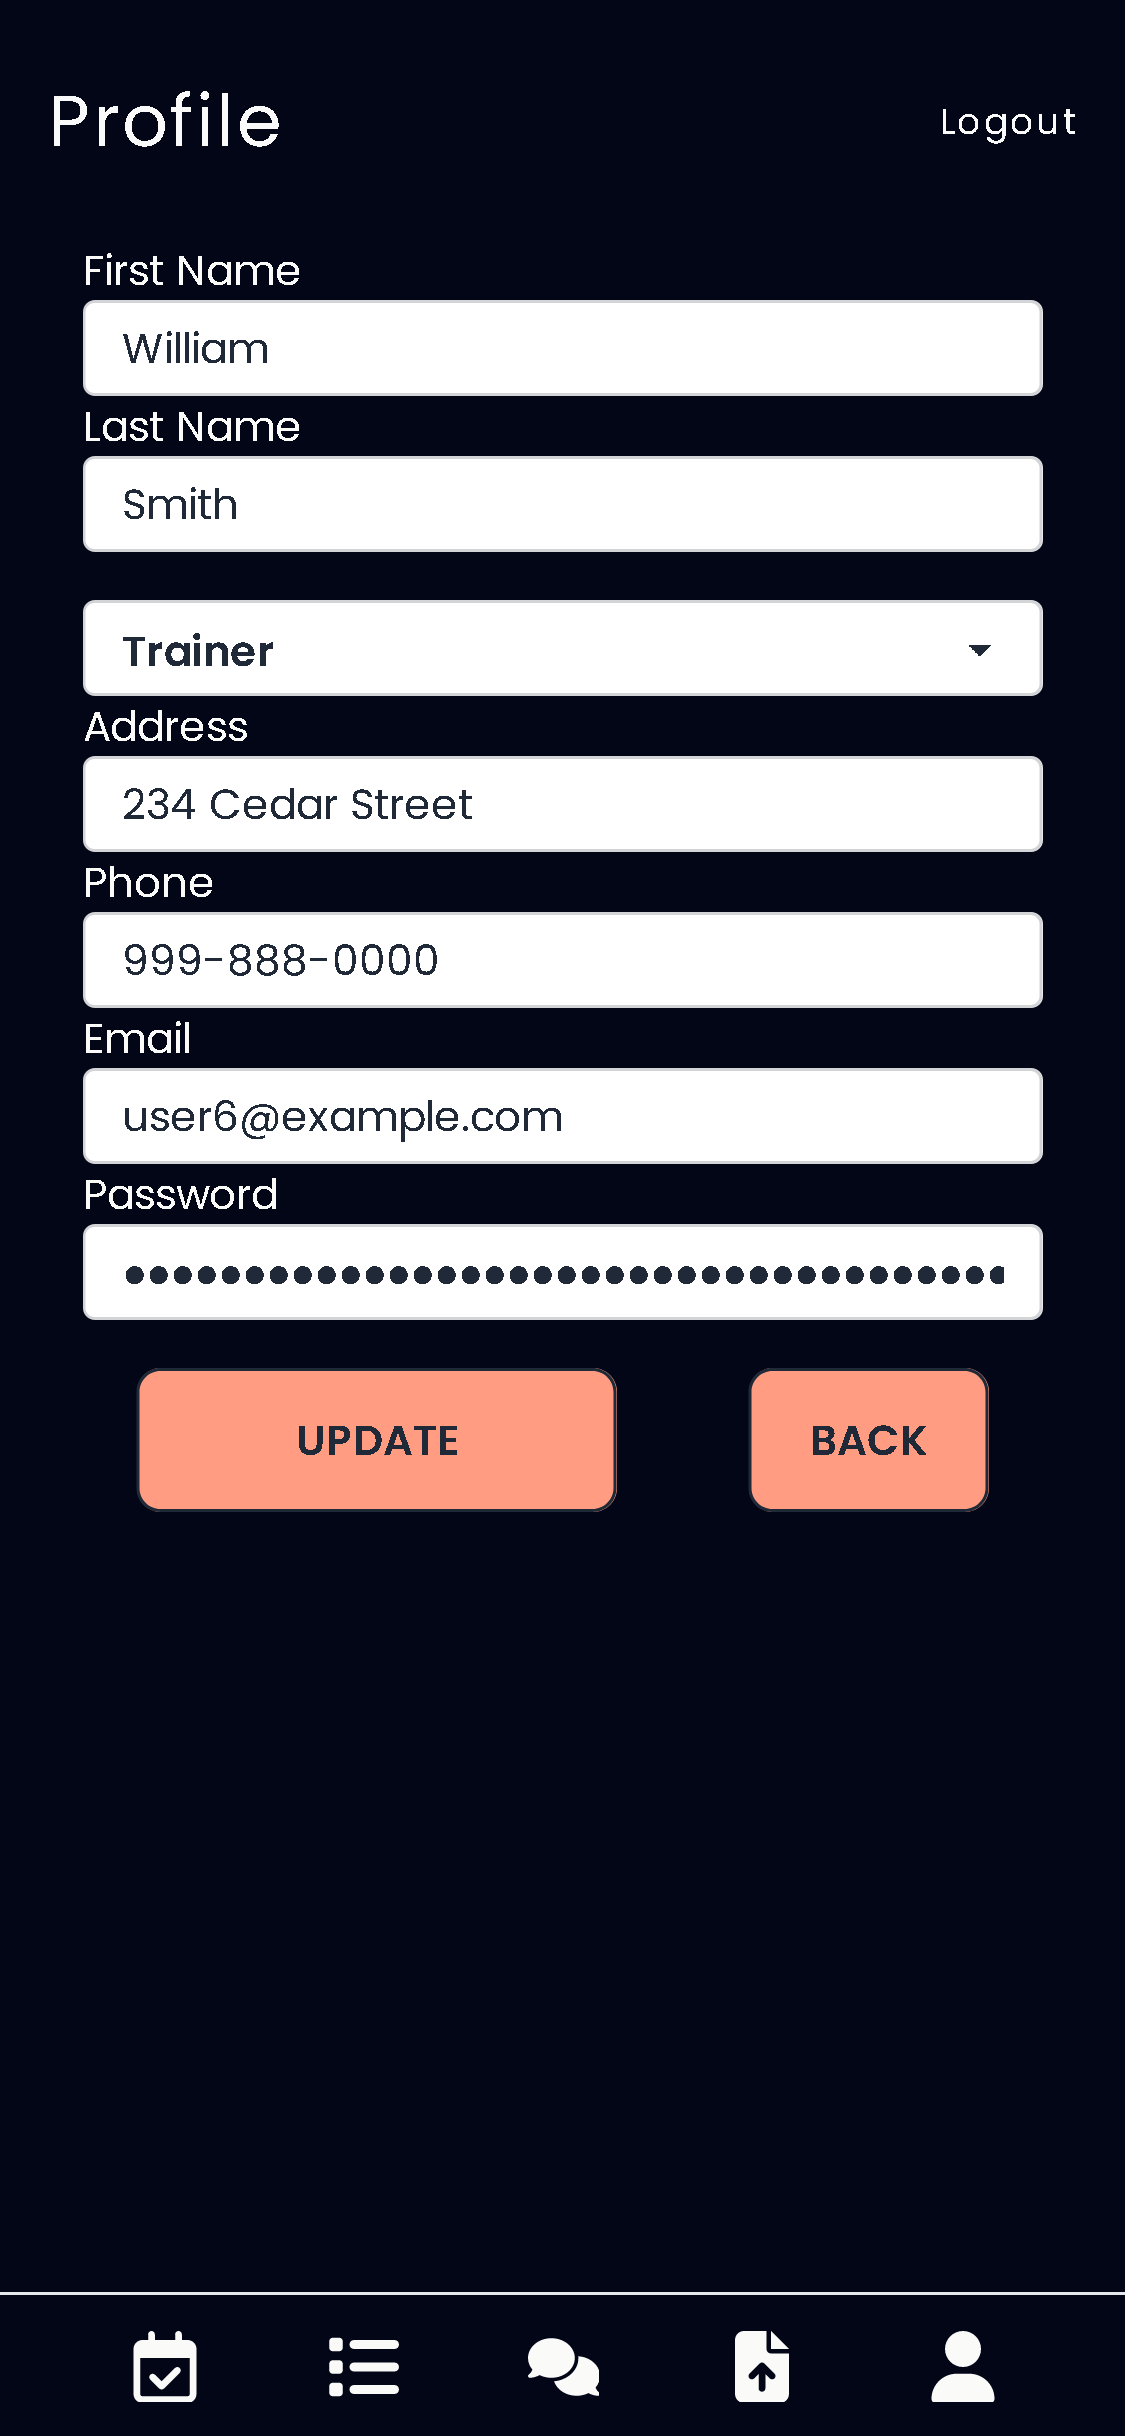 Profile
Logout
First Name
William
Last Name
Smith
Trainer
Address
234 Cedar Street
Phone
999-888-0000
Email
user6@example.com
Password
UPDATE
BACK